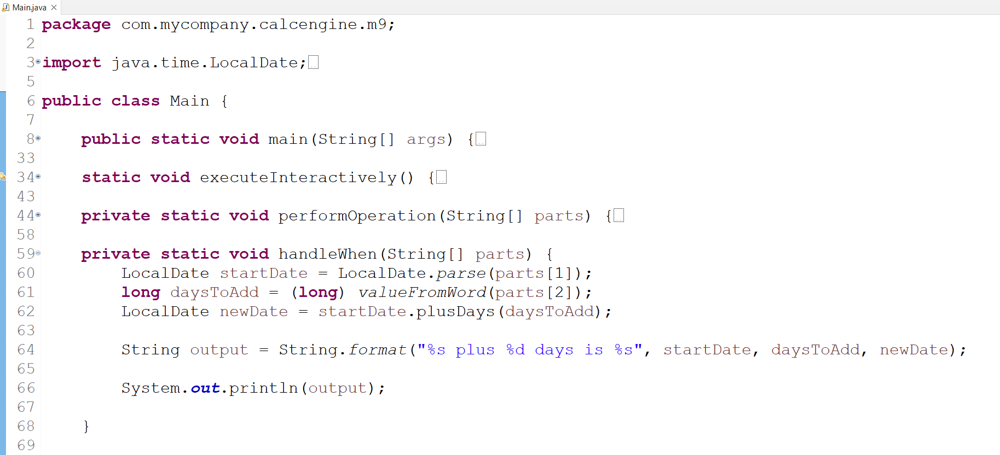 Main.java
1 package com.mycompany.calcengine.m9;
2
3 import java.time.LocalDate;
5
6 public class Main {
7
8     public static void main(String[] args) {
33
34     static void executeInteractively() {
43
44     private static void performOperation(String[] parts) {
58
59     private static void handleWhen(String[] parts) {
60         LocalDate startDate = LocalDate.parse(parts[1]);
61         long daysToAdd = (long) valueFromWord(parts[2]);
62         LocalDate newDate = startDate.plusDays(daysToAdd);
63
64         String output = String.format("%s plus %d days is %s", startDate, daysToAdd, newDate);
65
66         System.out.println(output);
67
68     }
69